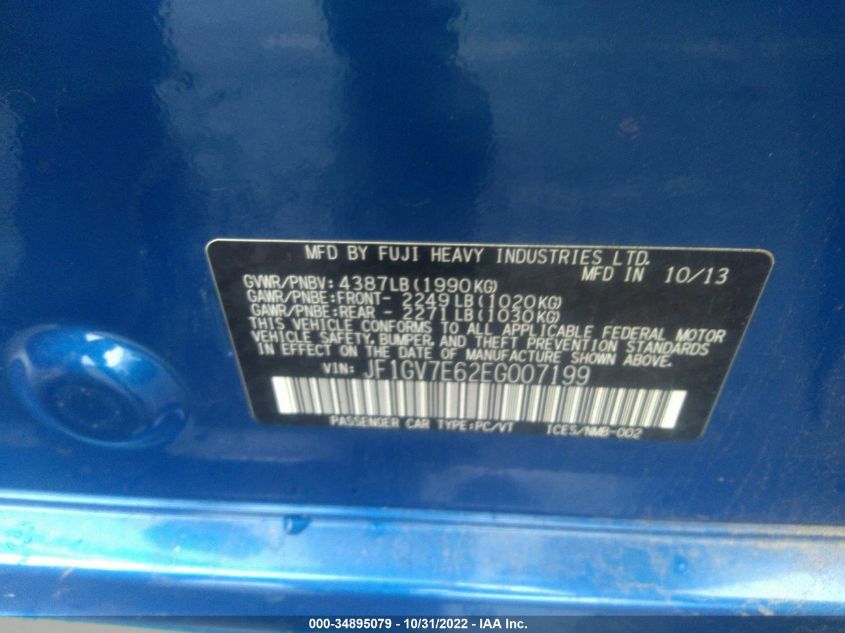 MFD BY FUJI HEAVY INDUSTRIES LTD.
MFD IN 10/13
GVWR/PNBV: 4387LB(1990KG)
GAWR/PNBE:FRONT- 2249LB(1020KG)
GAWR/PNBE:REAR - 2271LB(1030KG)
THIS VEHICLE CONFORMS TO ALL APPLICABLE FEDERAL MOTOR
VEHICLE SAFETY, BUMPER, AND THEFT PREVENTION STANDARDS
IN EFFECT ON THE DATE OF MANUFACTURE SHOWN ABOVE.
VIN: JF1GV7E62EG007199
PASSENGER CAR TYPE:PC/VT ICES/NMB-002
000-34895079 - 10/31/2022 - IAA Inc.